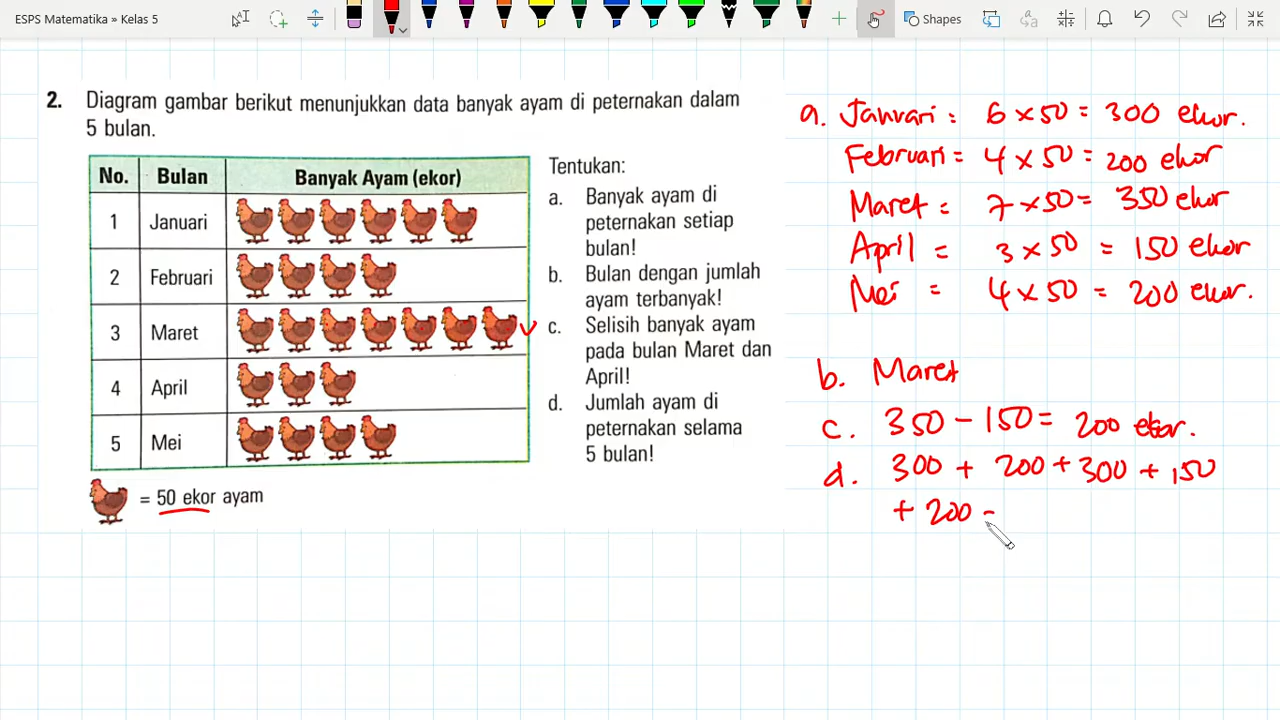 ESPS Matematika » Kelas 5
Shapes
2. Diagram gambar berikut menunjukkan data banyak ayam di peternakan dalam
5 bulan.
No. Bulan Banyak Ayam (ekor)
1 Januari
2 Februari
3 Maret
4 April
5 Mei
= 50 ekor ayam
Tentukan:
a. Banyak ayam di
peternakan setiap
bulan!
b. Bulan dengan jumlah
ayam terbanyak!
c. Selisih banyak ayam
pada bulan Maret dan
April!
d. Jumlah ayam di
peternakan selama
5 bulan!
a. Januari = 6 x 50 = 300 ekor.
Februari = 4 x 50 = 200 ekor
Maret = 7 x 50 = 350 ekor
April = 3 x 50 = 150 ekor
Mei = 4 x 50 = 200 ekor.
b. Maret
c. 350 - 150 = 200 ekor.
d. 300 + 200 + 300 + 150
+ 200 -